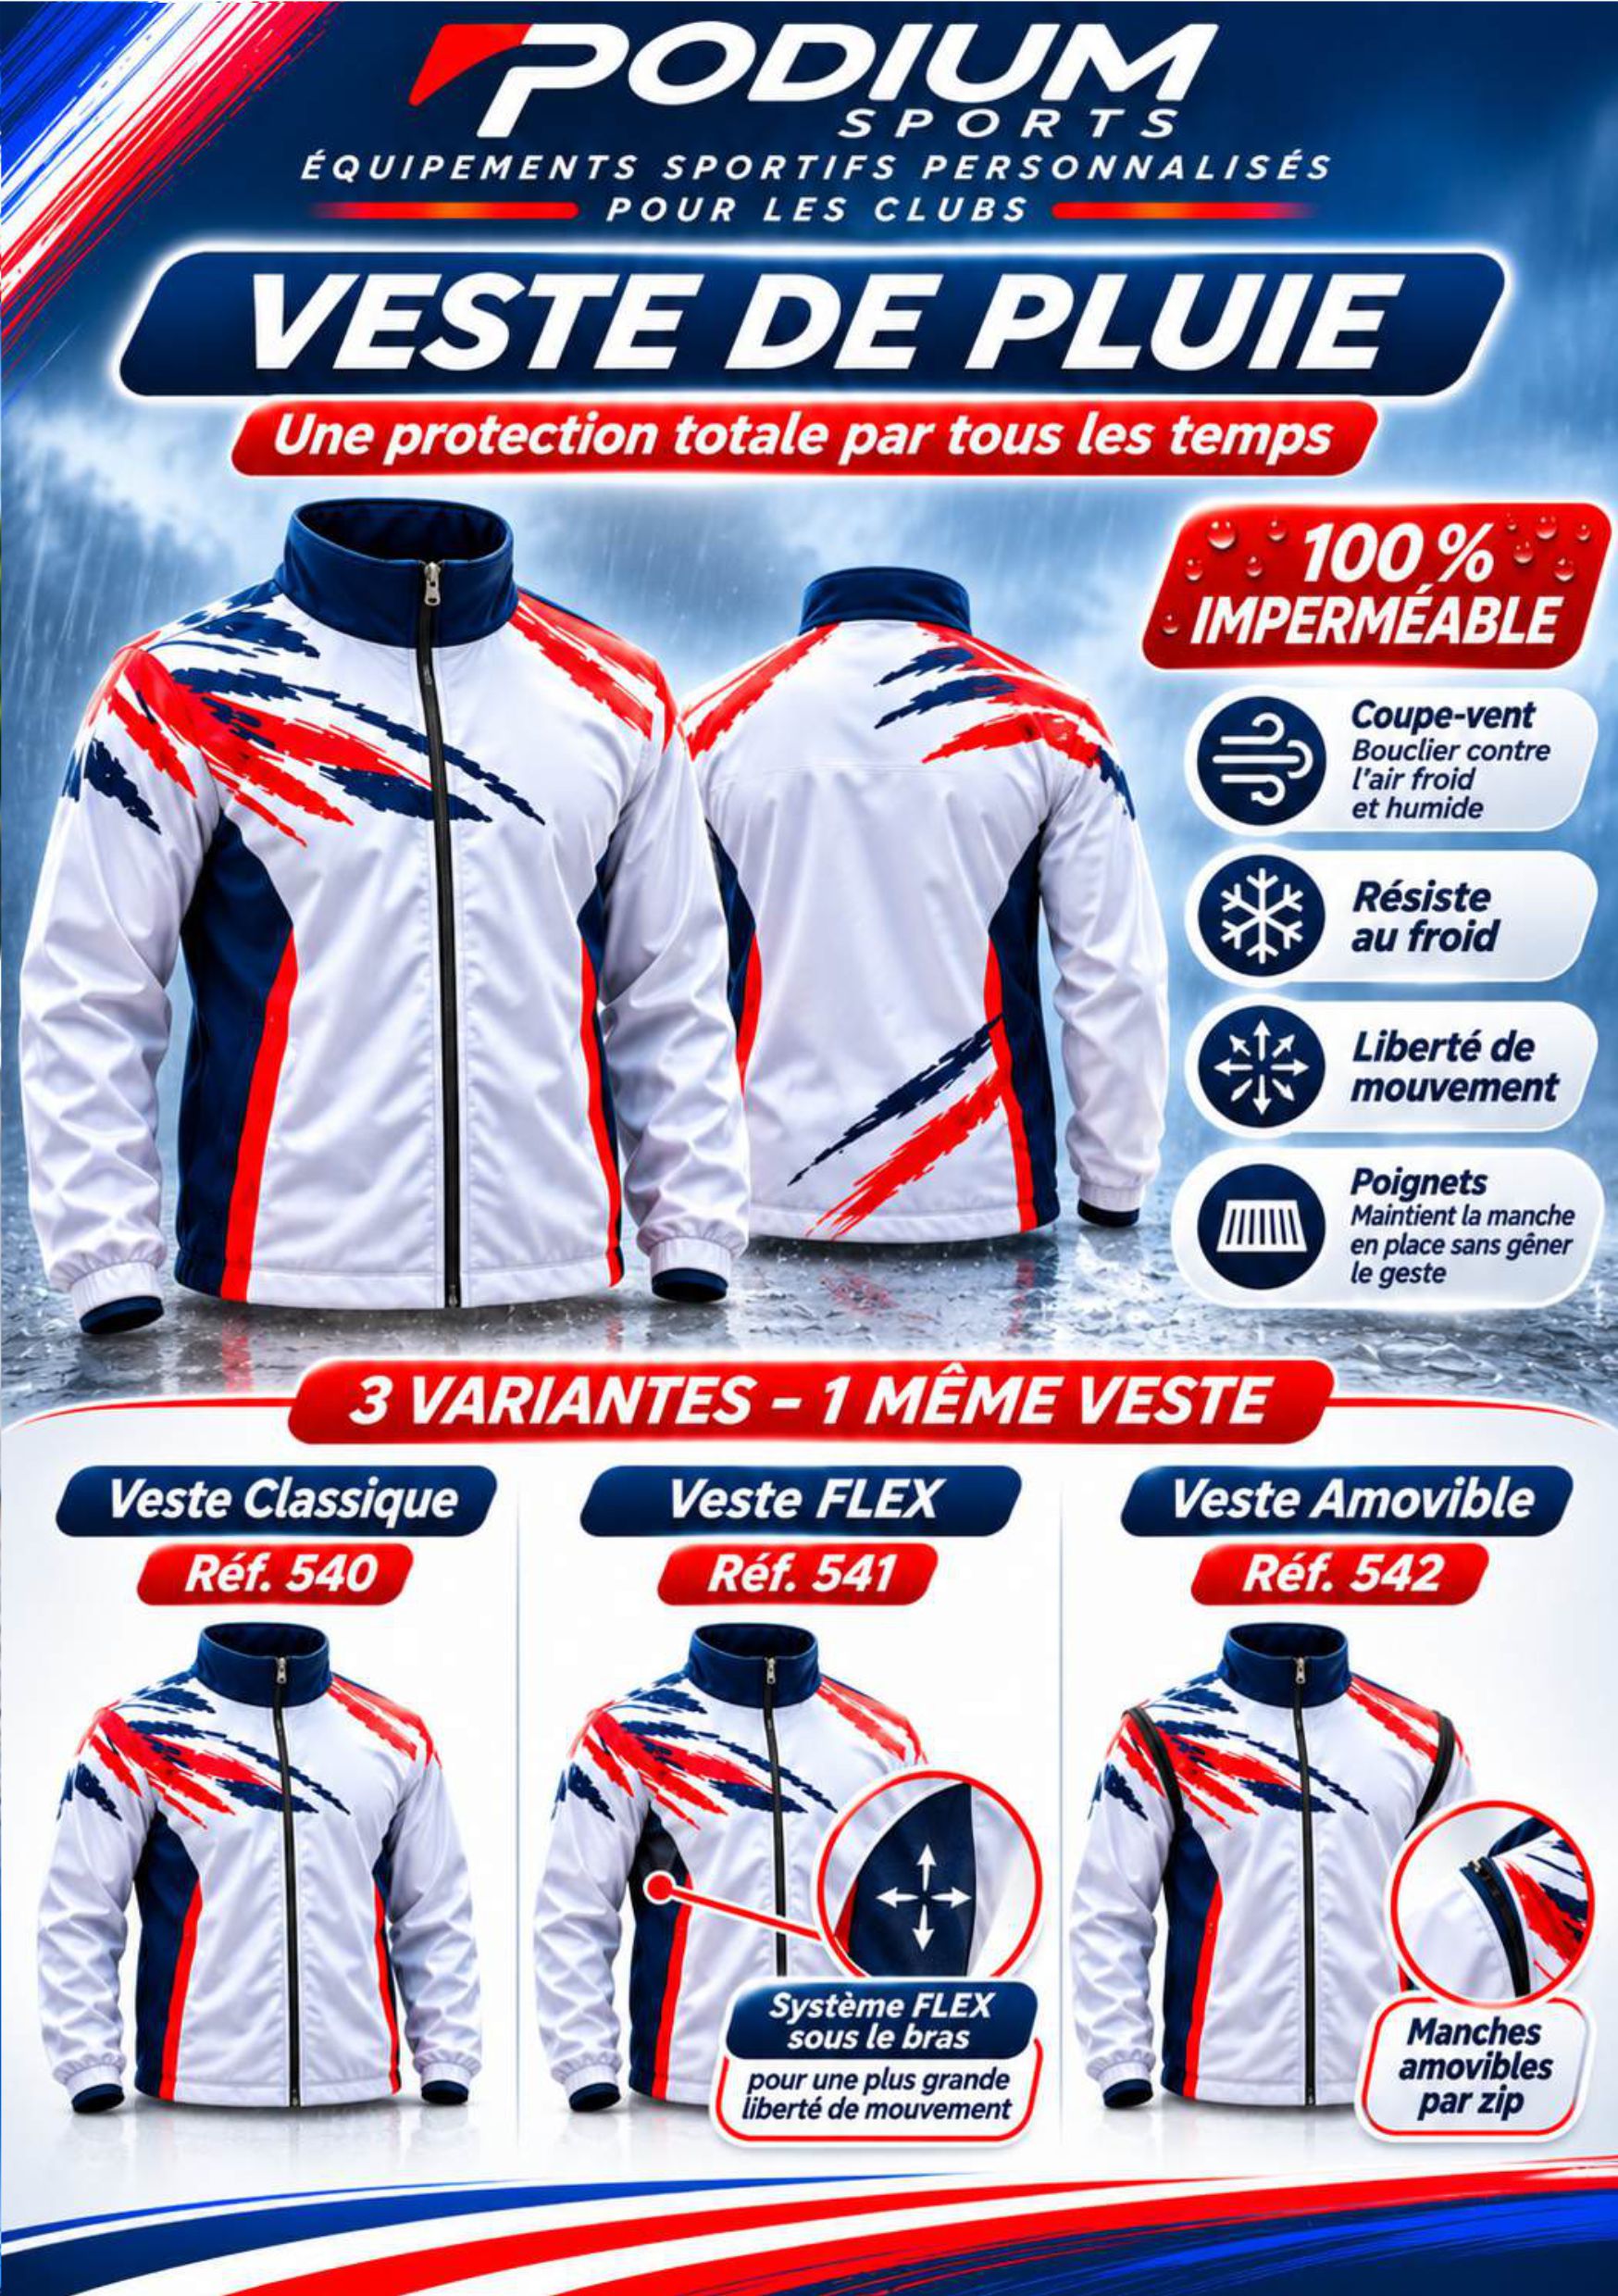 PODIUM
SPORTS
ÉQUIPEMENTS SPORTIFS PERSONNALISÉS
POUR LES CLUBS
VESTE DE PLUIE
Une protection totale par tous les temps
100 %
IMPERMÉABLE
Coupe-vent
Bouclier contre
l'air froid
et humide
Résiste
au froid
Liberté de
mouvement
Poignets
Maintient la manche
en place sans gêner
le geste
3 VARIANTES - 1 MÊME VESTE
Veste Classique
Réf. 540
Veste FLEX
Réf. 541
Système FLEX
sous le bras
pour une plus grande
liberté de mouvement
Veste Amovible
Réf. 542
Manches
amovibles
par zip